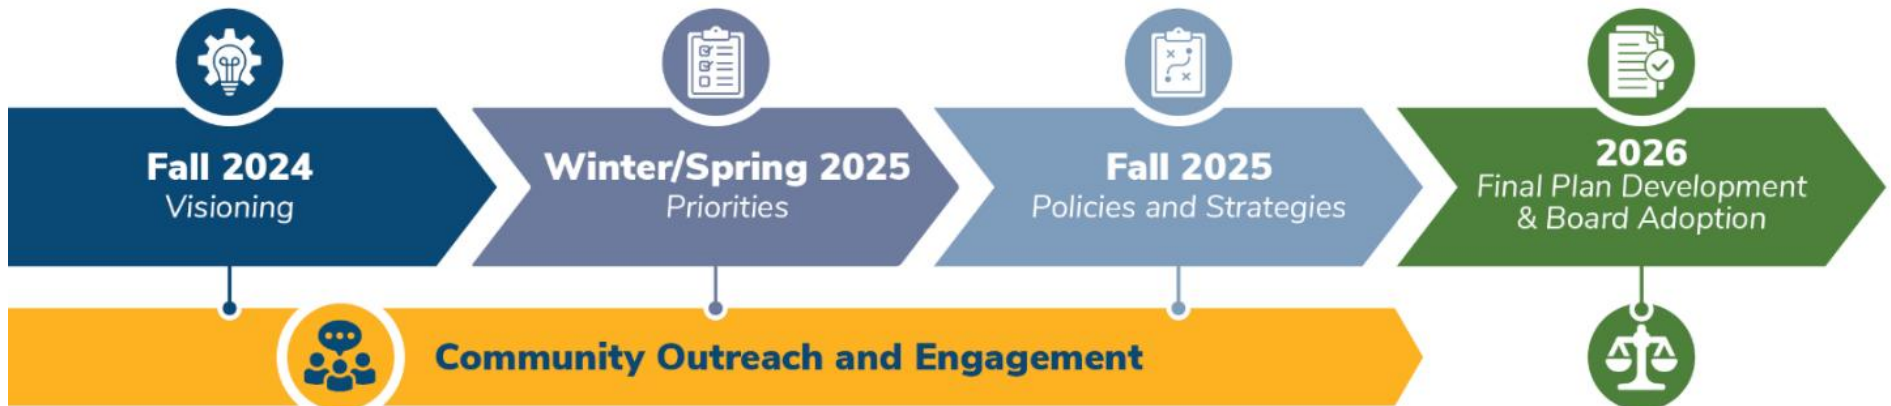 Fall 2024
Visioning
Winter/Spring 2025
Priorities
Fall 2025
Policies and Strategies
2026
Final Plan Development
& Board Adoption
Community Outreach and Engagement